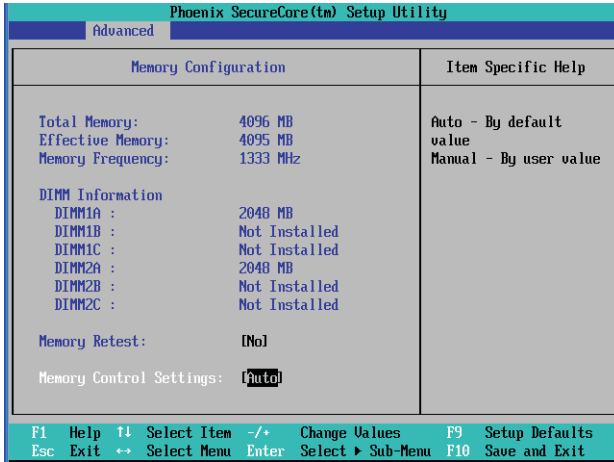 Phoenix SecureCore(tm) Setup Utility
Advanced
Memory Configuration
Item Specific Help
Total Memory: 4096 MB
Effective Memory: 4095 MB
Memory Frequency: 1333 MHz
DIMM Information
DIMM1A : 2048 MB
DIMM1B : Not Installed
DIMM1C : Not Installed
DIMM2A : 2048 MB
DIMM2B : Not Installed
DIMM2C : Not Installed
Memory Retest: [No]
Memory Control Settings: [Auto]
Auto - By default
value
Manual - By user value
F1 Help ↑↓ Select Item -/+ Change Values F9 Setup Defaults
Esc Exit ↔ Select Menu Enter Select ▶ Sub-Menu F10 Save and Exit